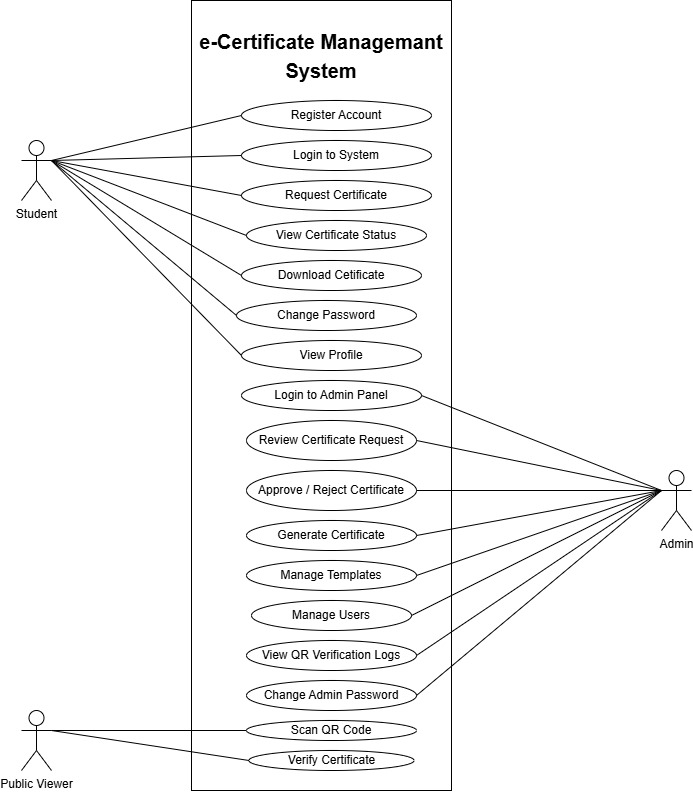 e-Certificate Managemant
System
Register Account
Login to System
Request Certificate
Student
View Certificate Status
Download Cetificate
Change Password
View Profile
Login to Admin Panel
Review Certificate Request
Approve / Reject Certificate
Generate Certificate
Admin
Manage Templates
Manage Users
View QR Verification Logs
Change Admin Password
Scan QR Code
Verify Certificate
Public Viewer